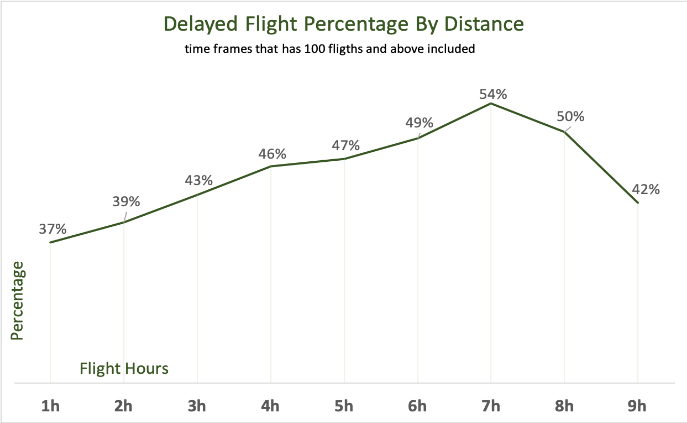 Delayed Flight Percentage By Distance
time frames that has 100 fligths and above included
37%
39%
43%
46%
47%
49%
54%
50%
42%
Percentage
Flight Hours
1h 2h 3h 4h 5h 6h 7h 8h 9h